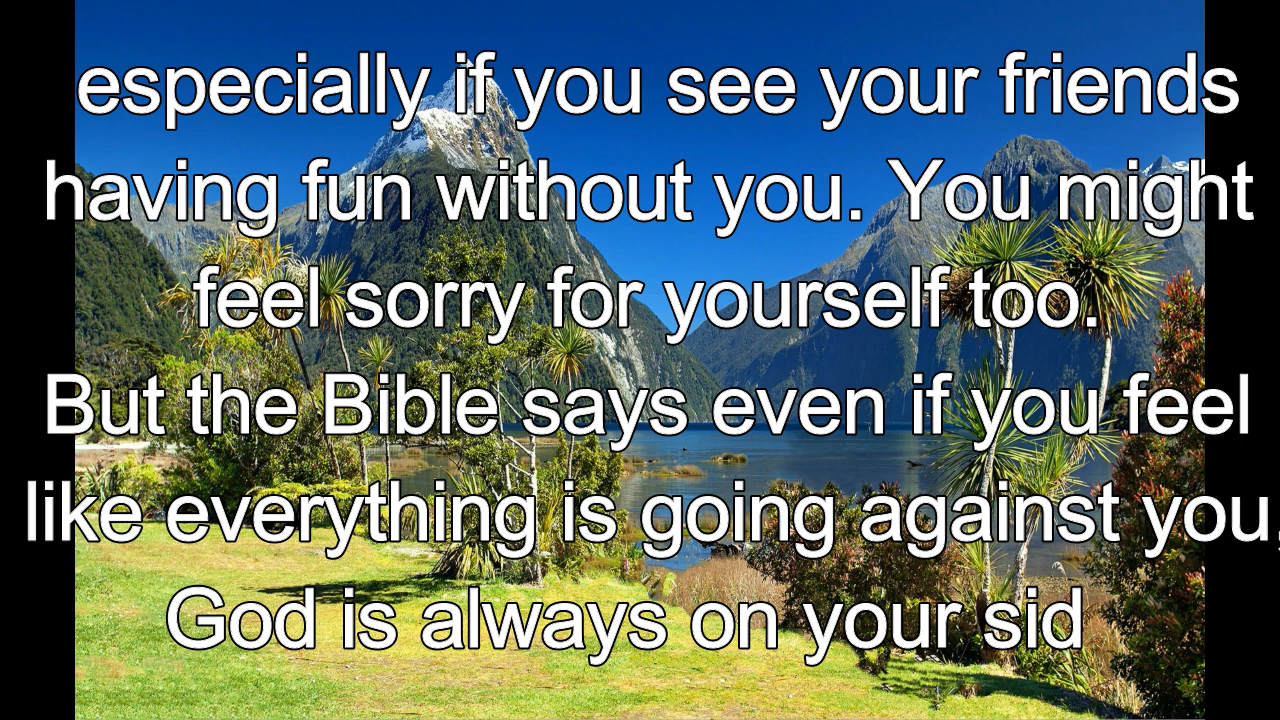 especially if you see your friends
having fun without you. You might
feel sorry for yourself too.
But the Bible says even if you feel
like everything is going against you,
God is always on your sid